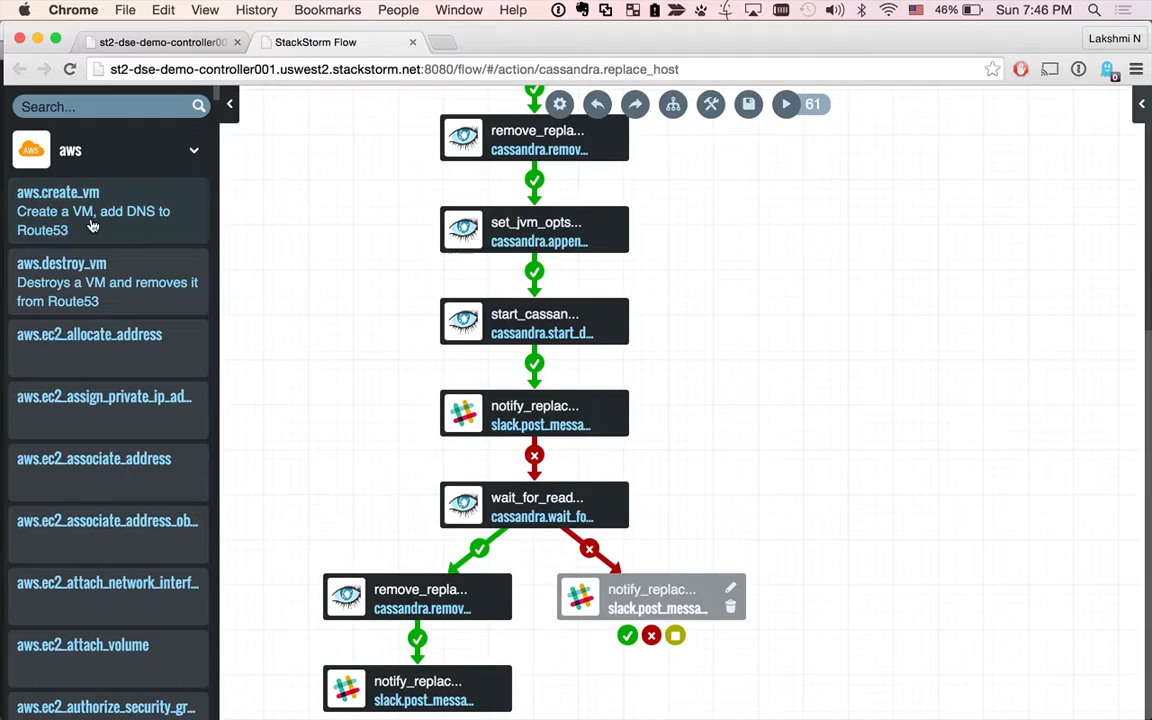 Chrome File Edit View History Bookmarks People Window Help 46% Sun 7:46 PM
st2-dse-demo-controller00 StackStorm Flow Lakshmi N
st2-dse-demo-controller001.uswest2.stackstorm.net:8080/flow/#/action/cassandra.replace_host
0
Search...
61
aws
AWS
aws.create_vm
Create a VM, add DNS to
Route53
aws.destroy_vm
Destroys a VM and removes it
from Route53
aws.ec2_allocate_address
aws.ec2_assign_private_ip_ad...
aws.ec2_associate_address
aws.ec2_associate_address_ob...
aws.ec2_attach_network_interf...
aws.ec2_attach_volume
aws.ec2_authorize_security_gr...
remove_repla...
cassandra.remov...
set_jvm_opts...
cassandra.appen...
start_cassan...
cassandra.start_d...
notify_replac...
slack.post_messa...
wait_for_read...
cassandra.wait_fo...
remove_repla...
cassandra.remov...
notify_replac...
slack.post_messa...
notify_replac...
slack.post_messa...